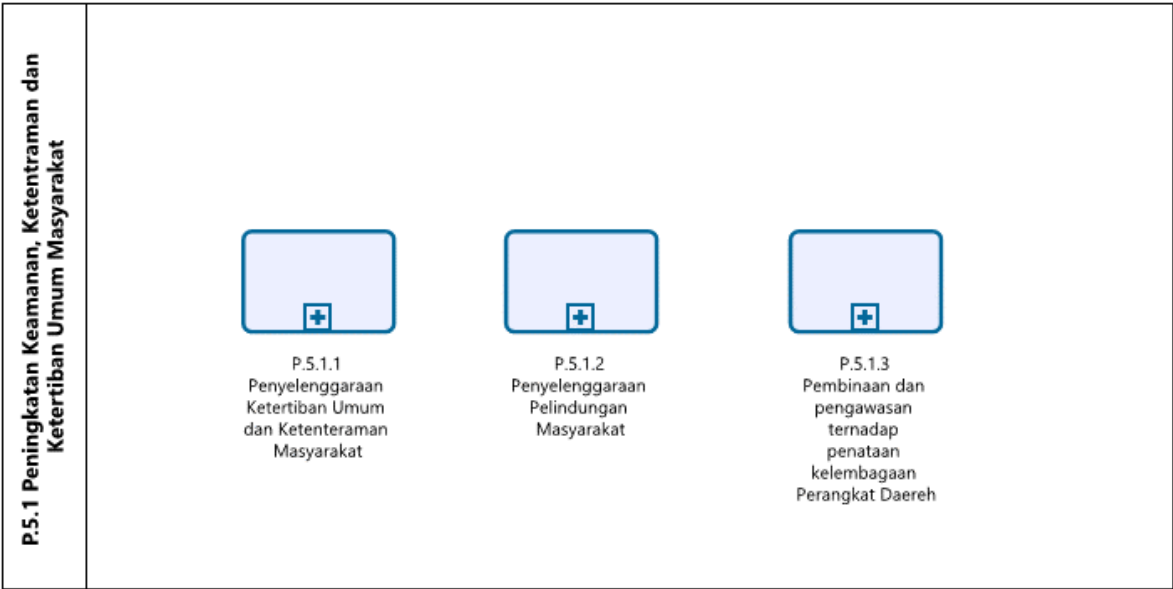 P.5.1 Peningkatan Keamanan, Ketentraman dan
Ketertiban Umum Masyarakat
P.5.1.1
Penyelenggaraan
Ketertiban Umum
dan Ketenteraman
Masyarakat
P.5.1.2
Penyelenggaraan
Pelindungan
Masyarakat
P.5.1.3
Pembinaan dan
pengawasan
ternadap
penataan
kelembagaan
Perangkat Daereh